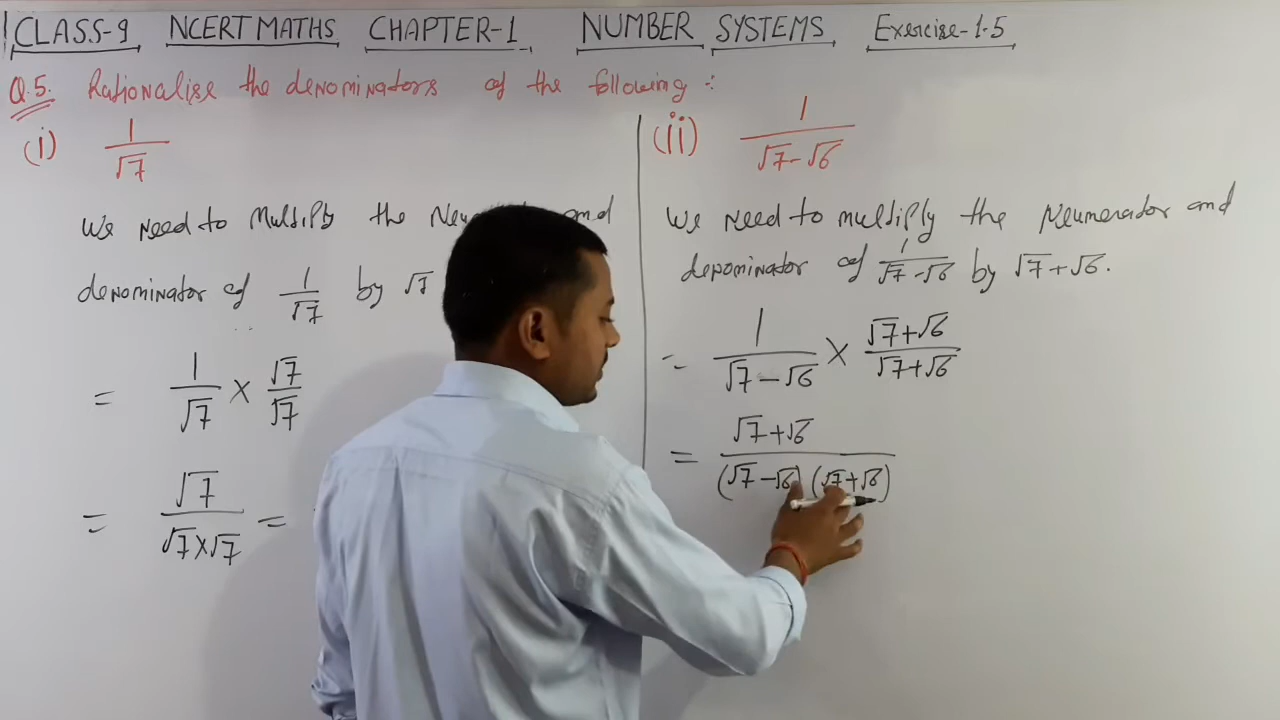 CLASS-9 NCERT MATHS CHAPTER-1 NUMBER SYSTEMS Exercise-1.5
Q.5. Rationalise the denominators of the following :
(i) 1/√7
We need to Multiply the and
denominator of 1/√7 by √7
= 1/√7 × √7/√7
= √7/√7×√7 =
(ii) 1/√7-√6
We need to multiply the Neumerador and
denominator of 1/√7-√6 by √7+√6.
= 1/√7-√6 × √7+√6/√7+√6
= √7+√6/(√7-√6)(√7+√6)